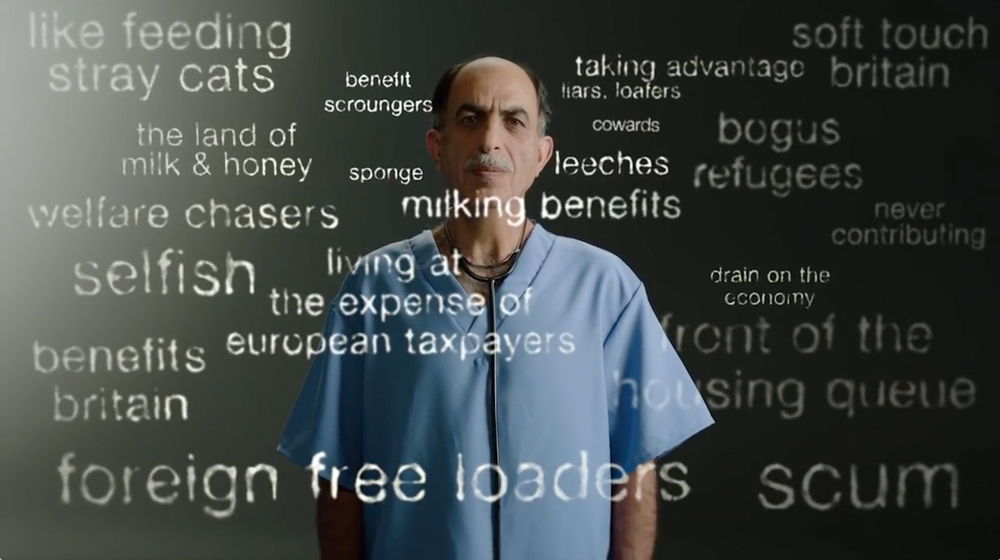 like feeding
stray cats
benefit
scroungers
taking advantage
liars, loafers
cowards
soft touch
britain
the land of
milk & honey
sponge
leeches
bogus
refugees
welfare chasers
milking benefits
never
contributing
selfish
living at
the expense of
european taxpayers
drain on the
economy
benefits
britain
front of the
housing queue
foreign free loaders
scum